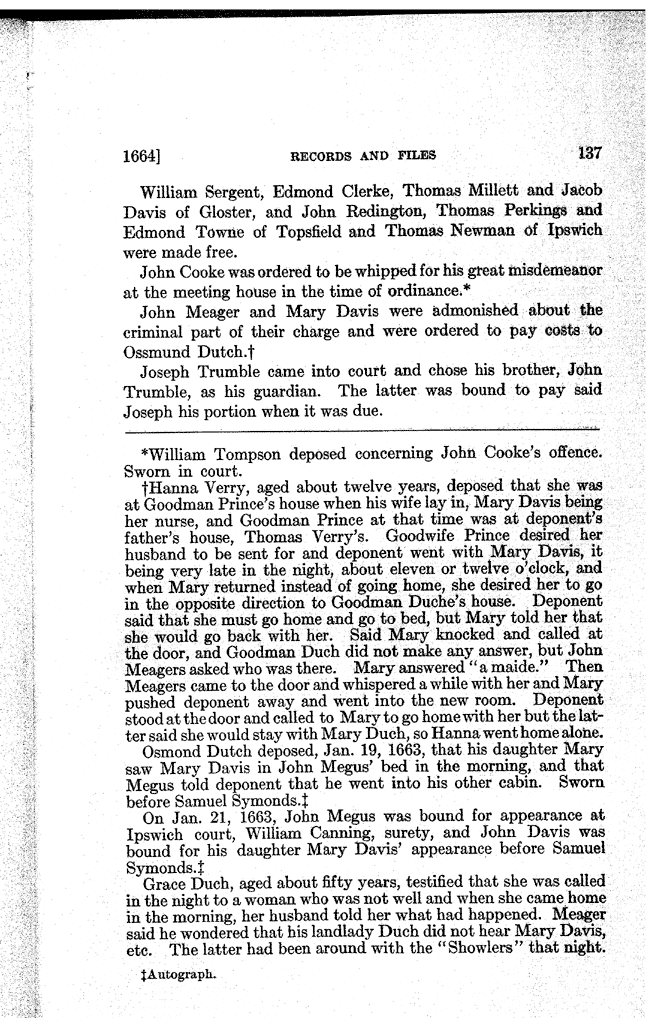 1664] RECORDS AND FILES 137
William Sergent, Edmond Clerke, Thomas Millett and Jacob
Davis of Gloster, and John Redington, Thomas Perkings and
Edmond Towne of Topsfield and Thomas Newman of Ipswich
were made free.
John Cooke was ordered to be whipped for his great misdemeanor
at the meeting house in the time of ordinance.*
John Meager and Mary Davis were admonished about the
criminal part of their charge and were ordered to pay costs to
Ossmund Dutch.†
Joseph Trumble came into court and chose his brother, John
Trumble, as his guardian. The latter was bound to pay said
Joseph his portion when it was due.
*William Tompson deposed concerning John Cooke's offence.
Sworn in court.
†Hanna Verry, aged about twelve years, deposed that she was
at Goodman Prince's house when his wife lay in, Mary Davis being
her nurse, and Goodman Prince at that time was at deponent's
father's house, Thomas Verry's. Goodwife Prince desired her
husband to be sent for and deponent went with Mary Davis, it
being very late in the night, about eleven or twelve o'clock, and
when Mary returned instead of going home, she desired her to go
in the opposite direction to Goodman Duche's house. Deponent
said that she must go home and go to bed, but Mary told her that
she would go back with her. Said Mary knocked and called at
the door, and Goodman Duch did not make any answer, but John
Meagers asked who was there. Mary answered "a maide." Then
Meagers came to the door and whispered a while with her and Mary
pushed deponent away and went into the new room. Deponent
stood at the door and called to Mary to go home with her but the lat-
ter said she would stay with Mary Duch, so Hanna went home alone.
Osmond Dutch deposed, Jan. 19, 1663, that his daughter Mary
saw Mary Davis in John Megus' bed in the morning, and that
Megus told deponent that he went into his other cabin. Sworn
before Samuel Symonds.‡
On Jan. 21, 1663, John Megus was bound for appearance at
Ipswich court, William Canning, surety, and John Davis was
bound for his daughter Mary Davis' appearance before Samuel
Symonds.‡
Grace Duch, aged about fifty years, testified that she was called
in the night to a woman who was not well and when she came home
in the morning, her husband told her what had happened. Meager
said he wondered that his landlady Duch did not hear Mary Davis,
etc. The latter had been around with the "Showlers" that night.
‡Autograph.